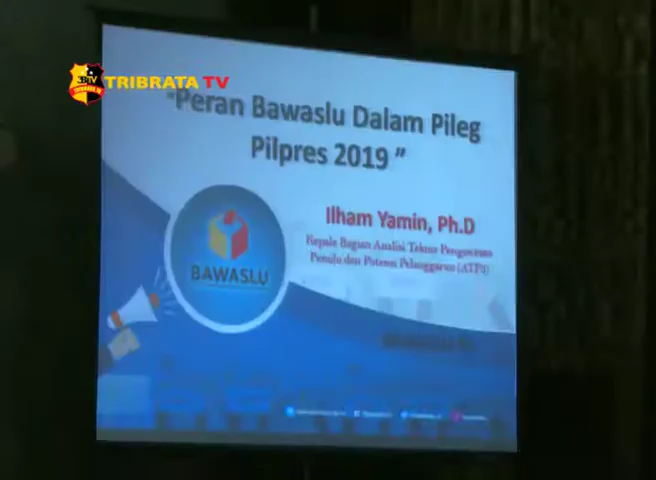 TRIBRATA TV
"Peran Bawaslu Dalam Pileg
Pilpres 2019 "
Ilham Yamin, Ph.D
Kepala Bagian Analisi Teknis Pengawasan
Pemilu dan Potensi Pelanggaran (ATP3)
BAWASLU